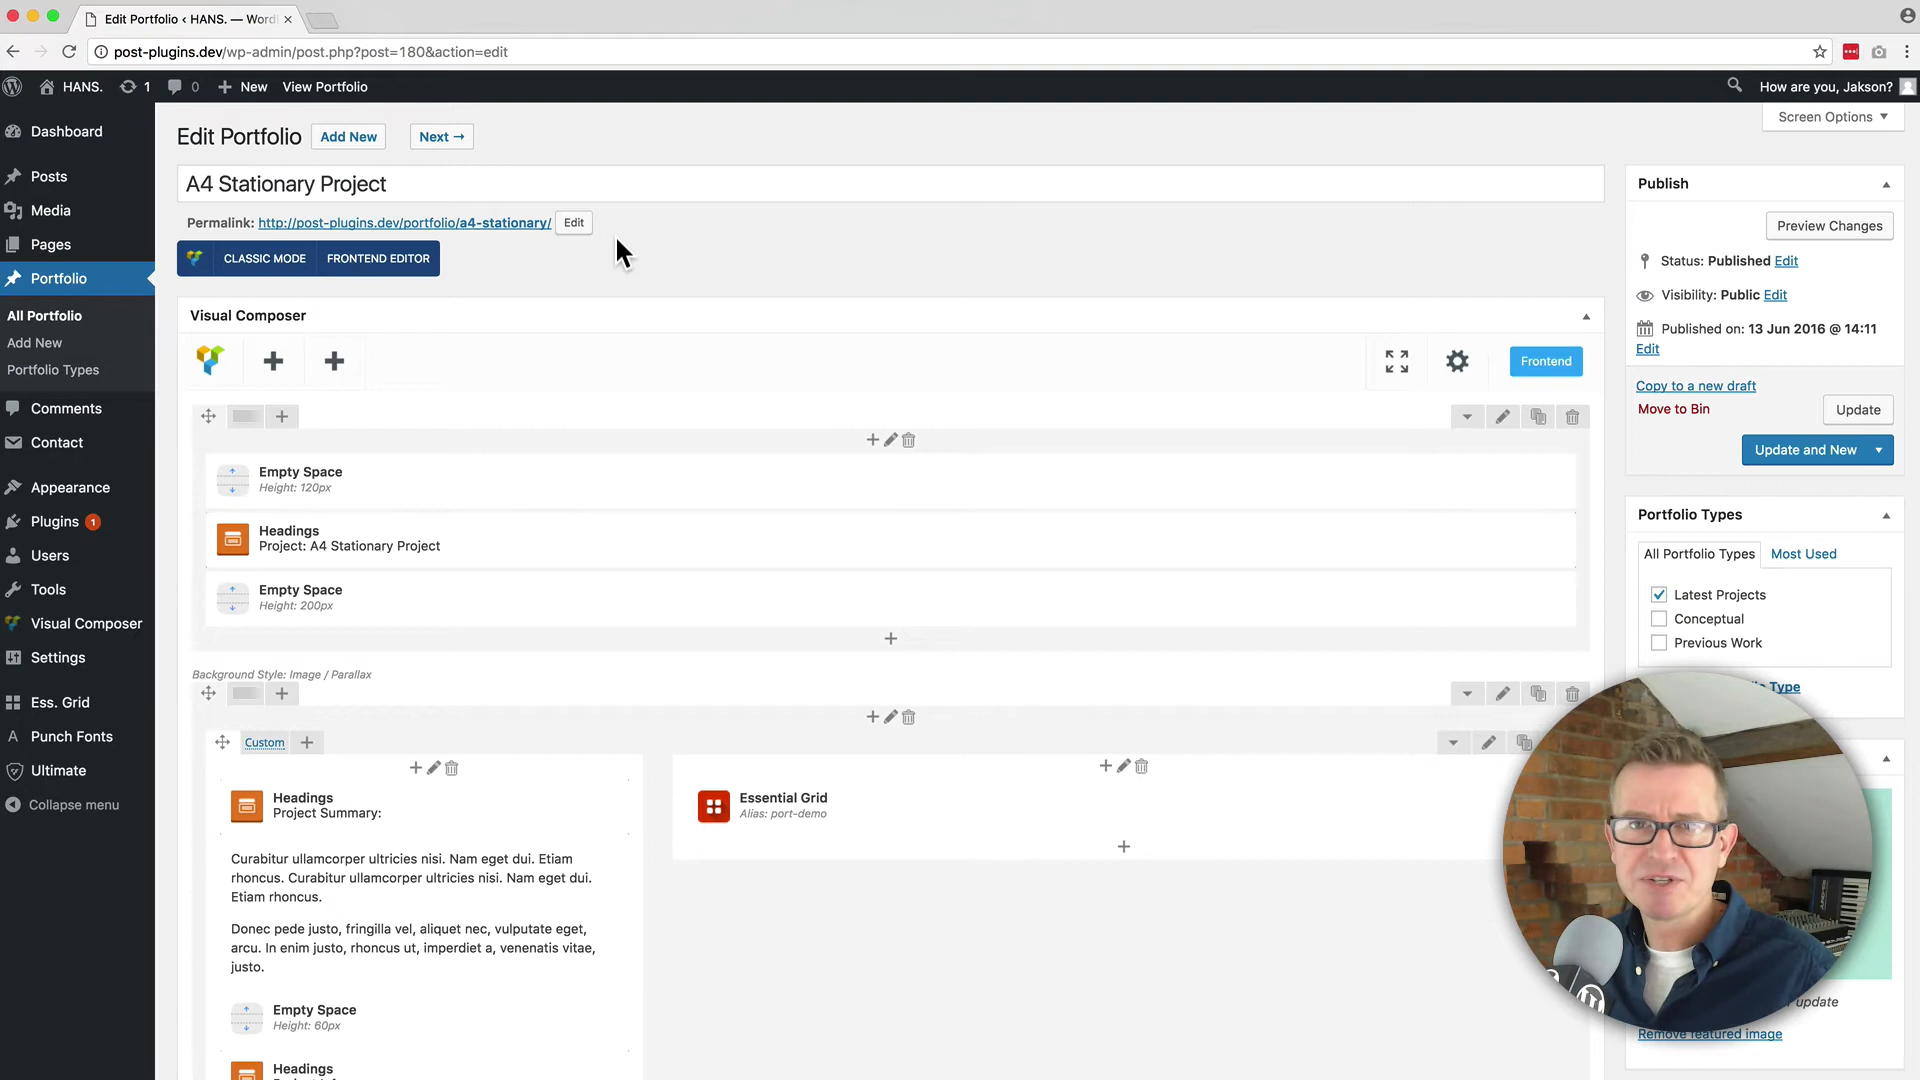 Edit Portfolio ‹ HANS. — Word
post-plugins.dev/wp-admin/post.php?post=180&action=edit
HANS.
1
0
New
View Portfolio
How are you, Jakson?
Screen Options
Dashboard
Posts
Media
Pages
Portfolio
All Portfolio
Add New
Portfolio Types
Comments
Contact
Appearance
Plugins 1
Users
Tools
Visual Composer
Settings
Ess. Grid
Punch Fonts
Ultimate
Collapse menu
Edit Portfolio
Add New
Next →
A4 Stationary Project
Permalink: http://post-plugins.dev/portfolio/a4-stationary/ Edit
CLASSIC MODE
FRONTEND EDITOR
Visual Composer
Frontend
Empty Space
Height: 120px
Headings
Project: A4 Stationary Project
Empty Space
Height: 200px
Background Style: Image / Parallax
Custom
Headings
Project Summary:
Curabitur ullamcorper ultricies nisi. Nam eget dui. Etiam
rhoncus. Curabitur ullamcorper ultricies nisi. Nam eget dui.
Etiam rhoncus.
Donec pede justo, fringilla vel, aliquet nec, vulputate eget,
arcu. In enim justo, rhoncus ut, imperdiet a, venenatis vitae,
justo.
Empty Space
Height: 60px
Headings
Essential Grid
Alias: port-demo
Publish
Preview Changes
Status: Published Edit
Visibility: Public Edit
Published on: 13 Jun 2016 @ 14:11
Edit
Copy to a new draft
Move to Bin
Update
Update and New
Portfolio Types
All Portfolio Types
Most Used
Latest Projects
Conceptual
Previous Work
Type
update
Remove featured image